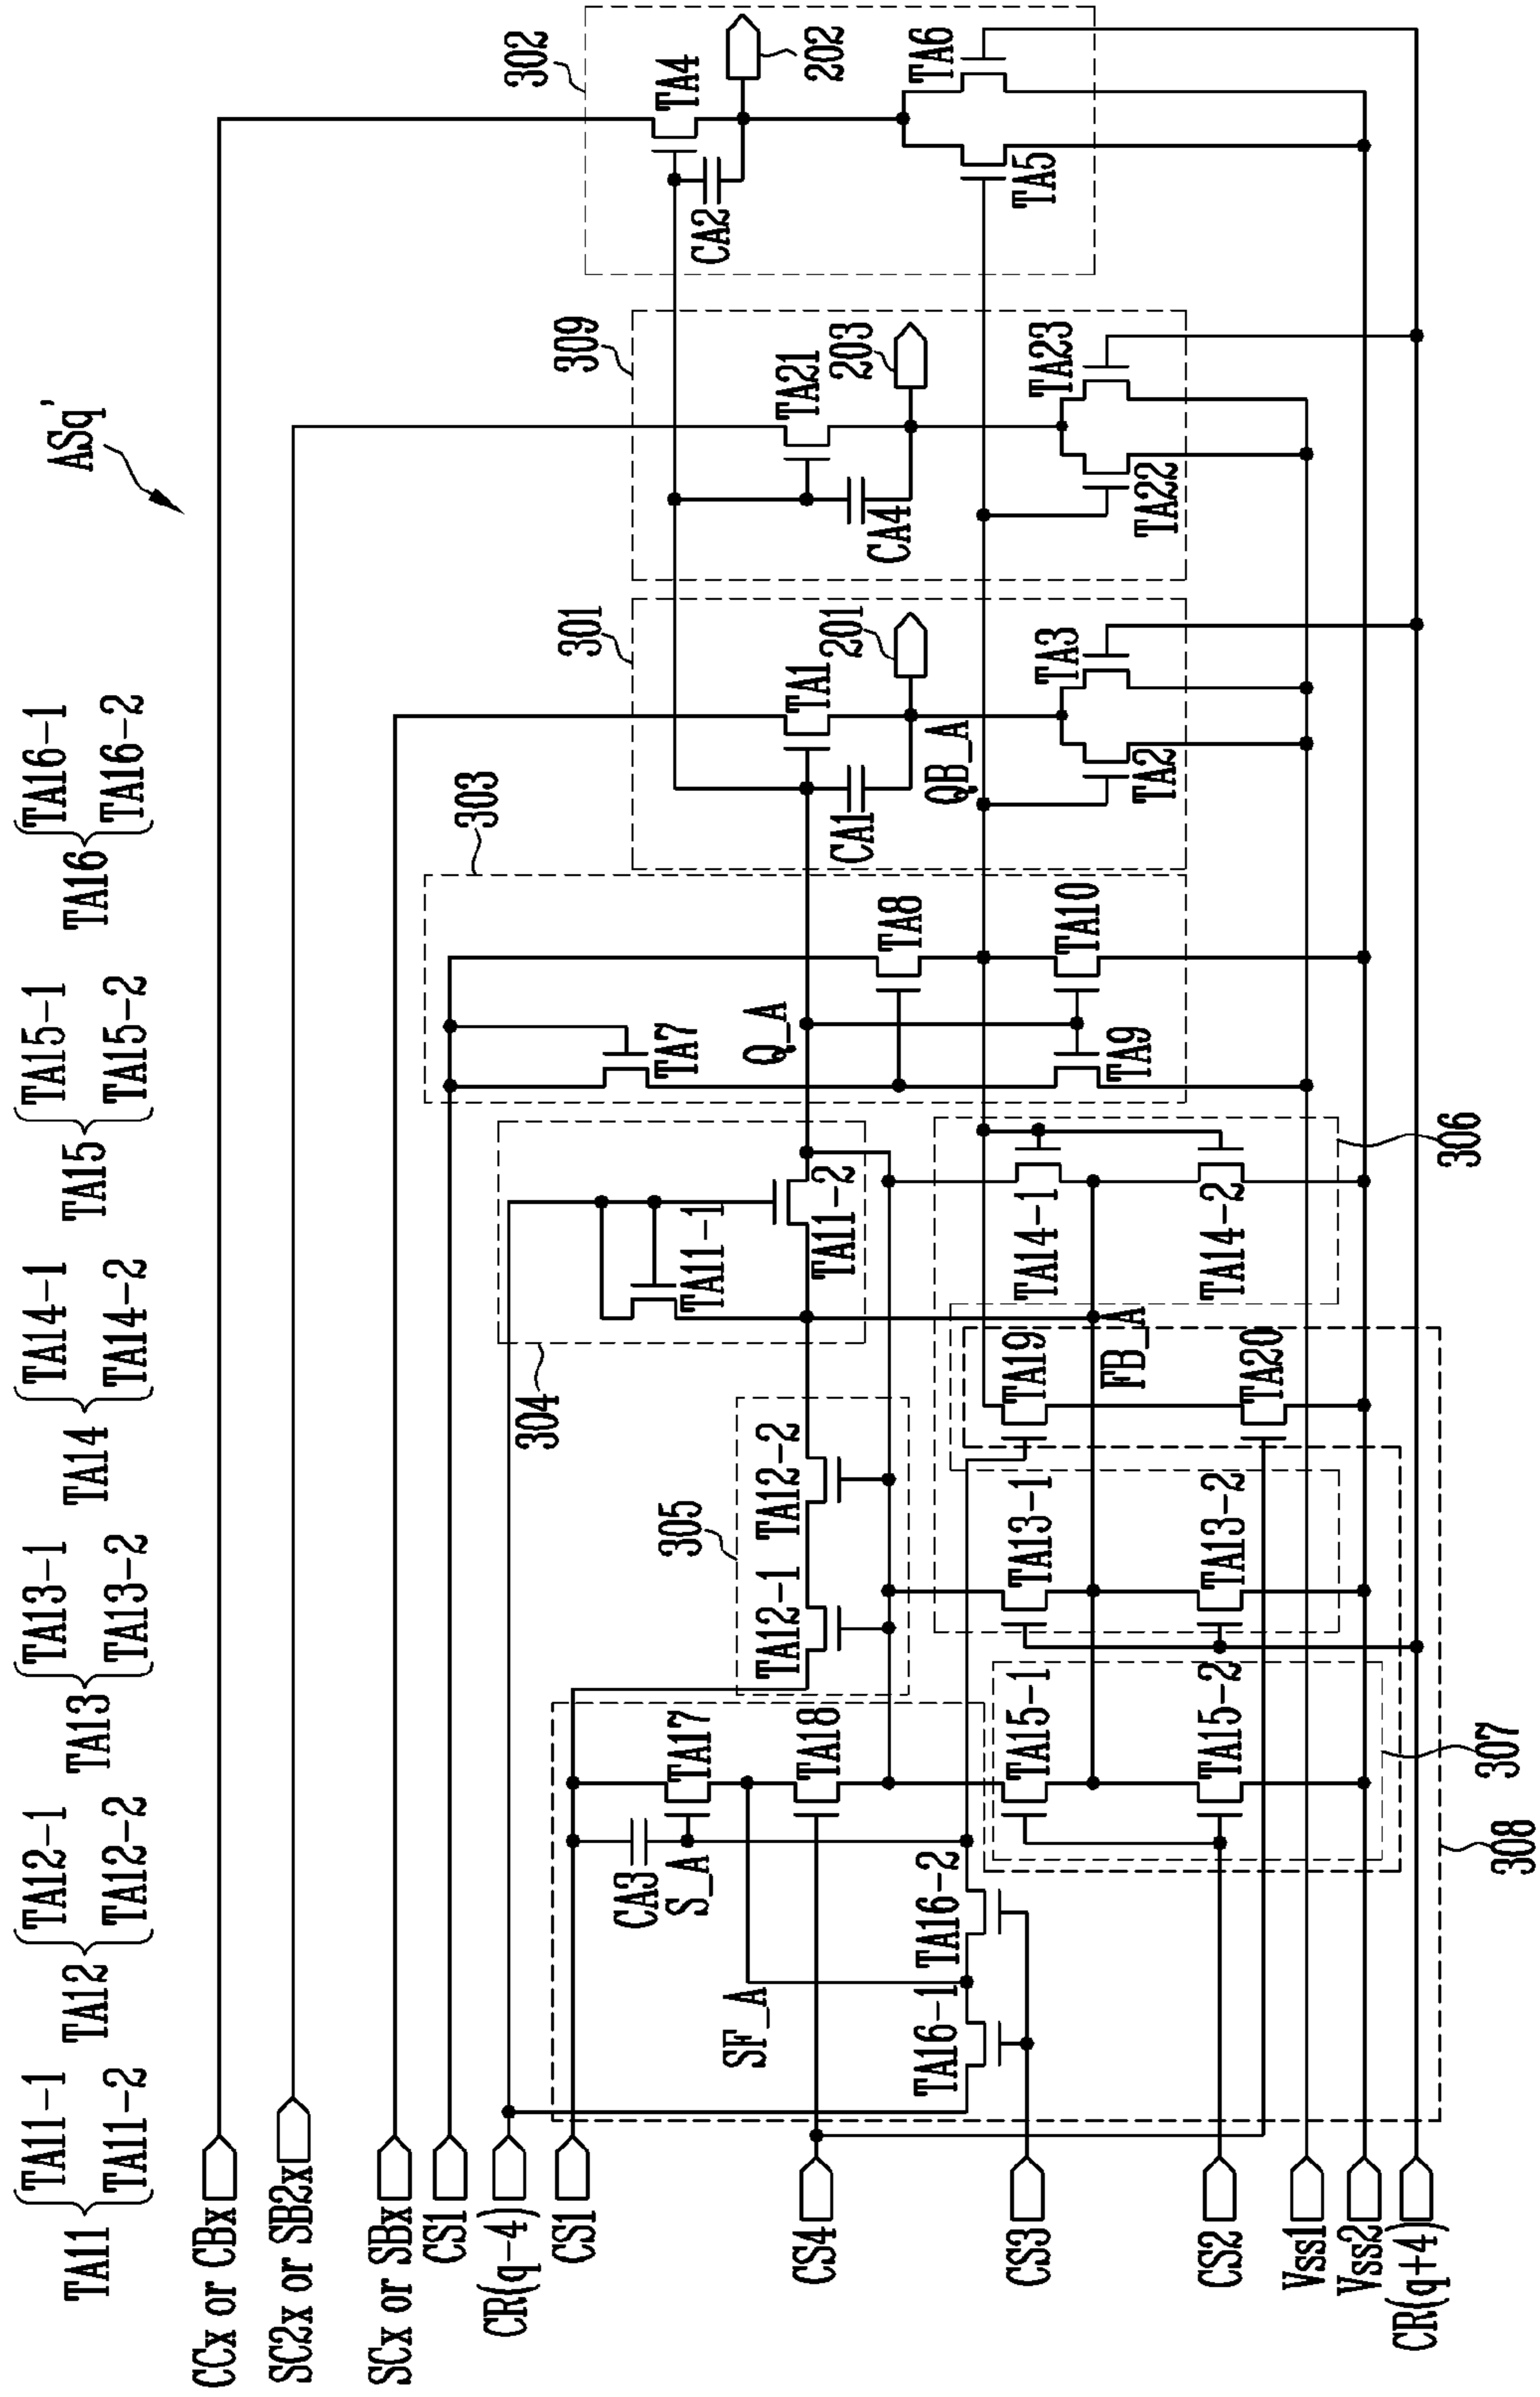 TA11 { TA11-1
TA11-2
TA12 { TA12-1
TA12-2
TA13 { TA13-1
TA13-2
TA14 { TA14-1
TA14-2
TA15 { TA15-1
TA15-2
TA16 { TA16-1
TA16-2
ASq'
CCx or CBx
SC2x or SB2x
SCx or SBx
CS1
CR(q-4)
CS1
CS4
CS3
CS2
Vss1
Vss2
CR(q+4)
302
TA4
202
CA2
TA6
TA5
309
TA21
203
CA4
TA23
TA22
301
TA1
201
CA1
QB_A
TA3
TA2
303
TA7
Q_A
TA8
TA10
TA9
304
TA11-1
TA11-2
305
TA12-1
TA12-2
306
TA14-1
TA14-2
FB_A
TA19
TA20
TA13-1
TA13-2
307
TA15-1
TA15-2
308
TA17
TA18
CA3
S_A
SF_A
TA16-1
TA16-2